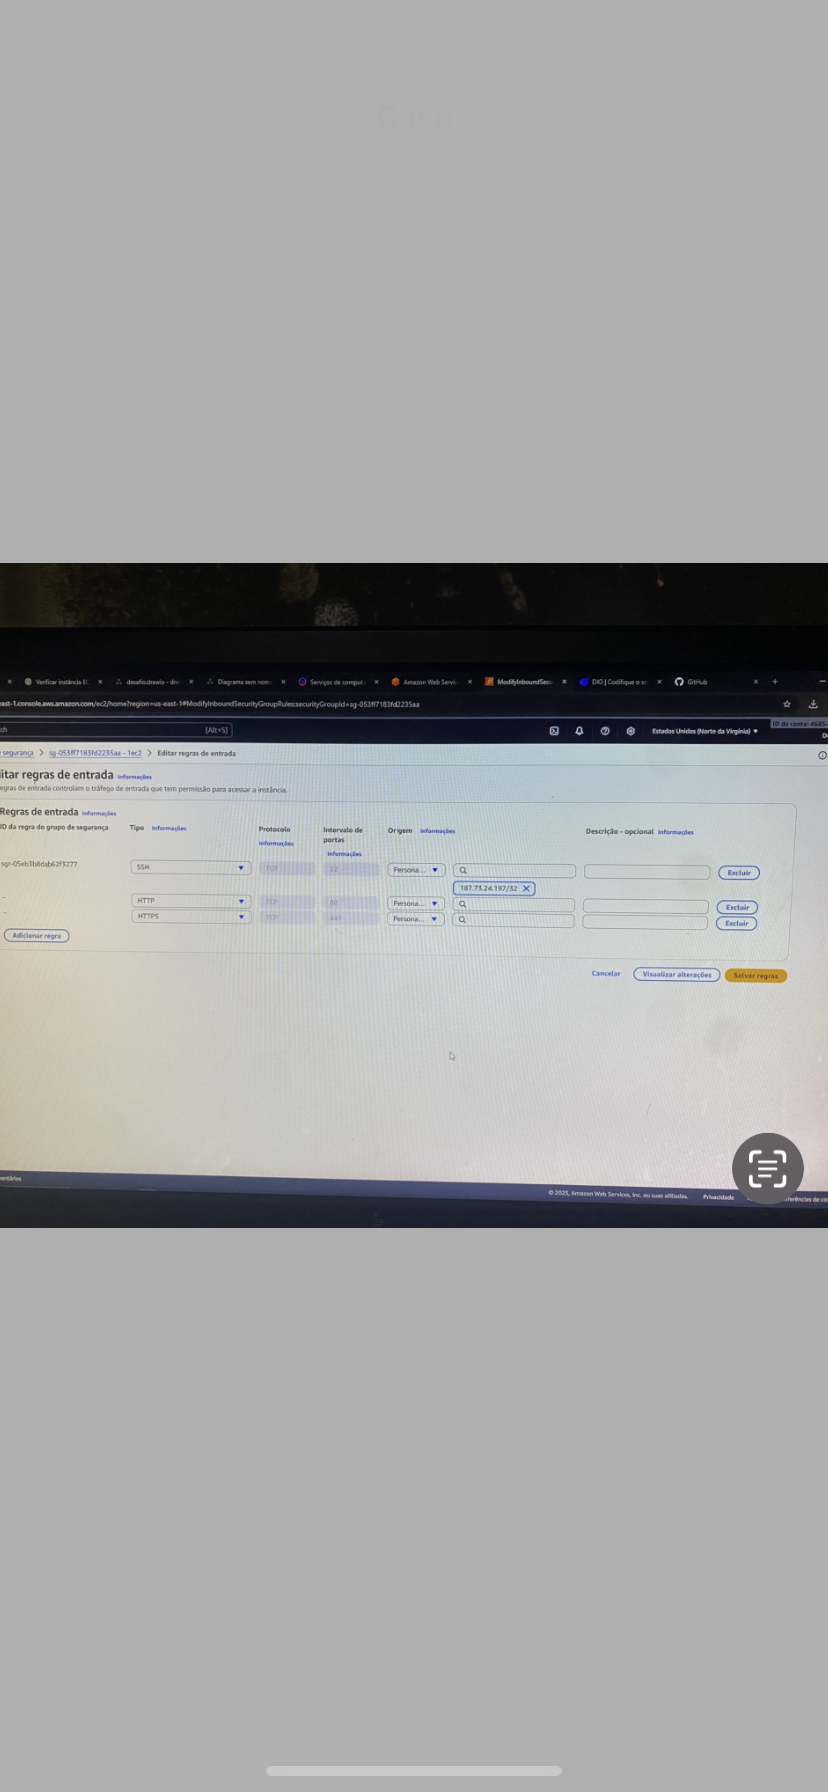 Verificar instância E
desafio.drawio - dra
Diagrama sem nom
Serviços de comput
Amazon Web Servi
ModifyInboundSec
DIO | Codifique o s
GitHub
ast-1.console.aws.amazon.com/ec2/home?region=us-east-1#ModifyInboundSecurityGroupRules:securityGroupId=sg-053ff7183fd2235aa
ch
[Alt+S]
Estados Unidos (Norte da Virgínia)
ID da conta: 4685-
segurança > sg-053ff7183fd2235aa - 1ec2 > Editar regras de entrada
itar regras de entrada Informações
egras de entrada controlam o tráfego de entrada que tem permissão para acessar a instância.
Regras de entrada Informações
ID da regra do grupo de segurança
Tipo Informações
Protocolo Informações
Intervalo de portas Informações
Origem Informações
Descrição - opcional Informações
sgr-05eb3b8dab62f3277
SSH
TCP
22
Persona...
Excluir
187.73.24.197/32
-
HTTP
TCP
80
Persona...
Excluir
-
HTTPS
TCP
443
Persona...
Excluir
Adicionar regra
Cancelar
Visualizar alterações
Salvar regras
entários
© 2025, Amazon Web Services, Inc. ou suas afiliadas.
Privacidade
erências de co